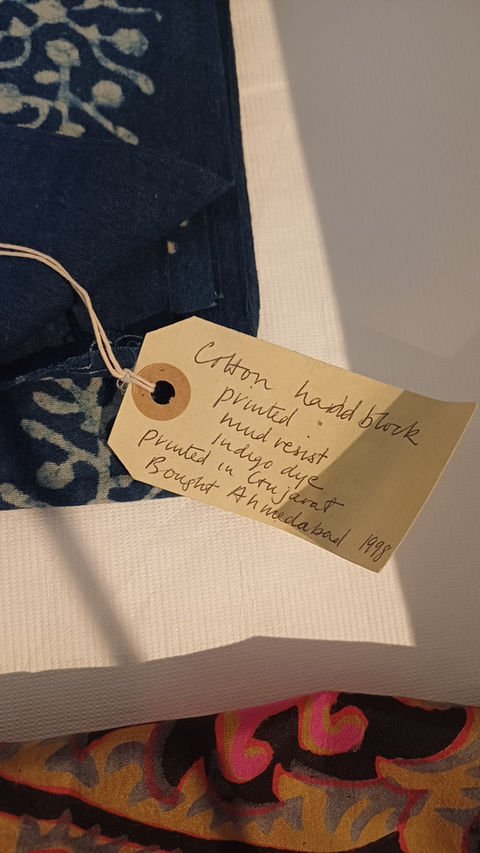 Cotton hand block
printed
mud resist
Indigo dye
printed in Gujarat
Bought Ahmedabad 1998